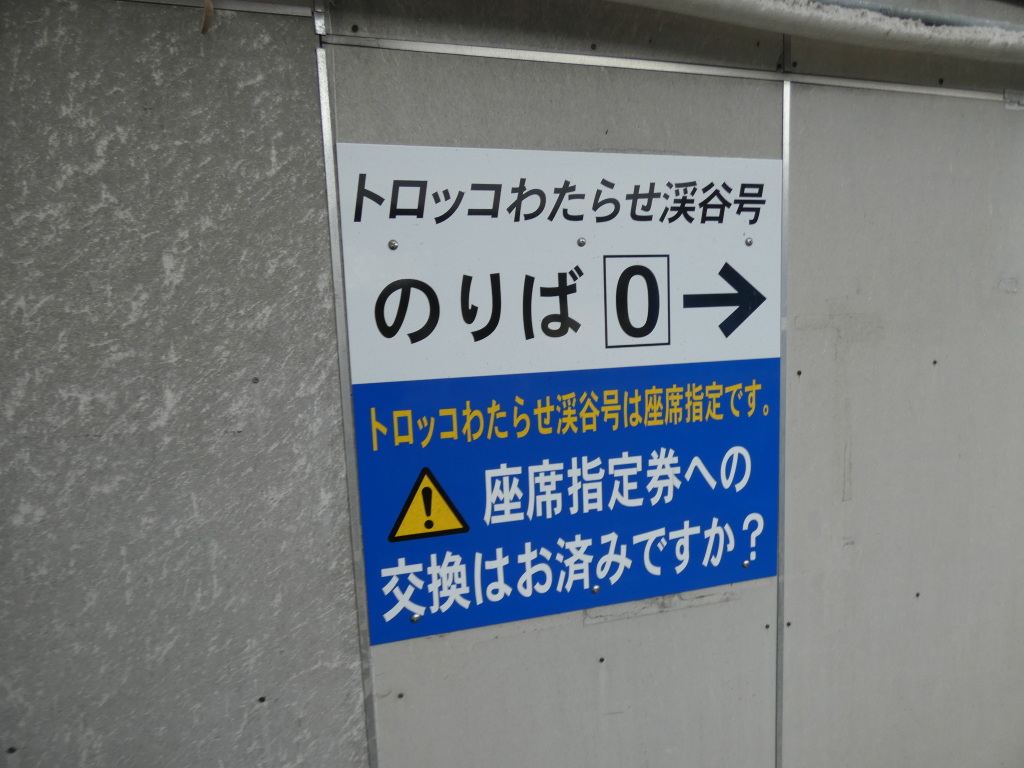 トロッコわたらせ渓谷号
のりば 0 →
トロッコわたらせ渓谷号は座席指定です。
座席指定券への
交換はお済みですか？